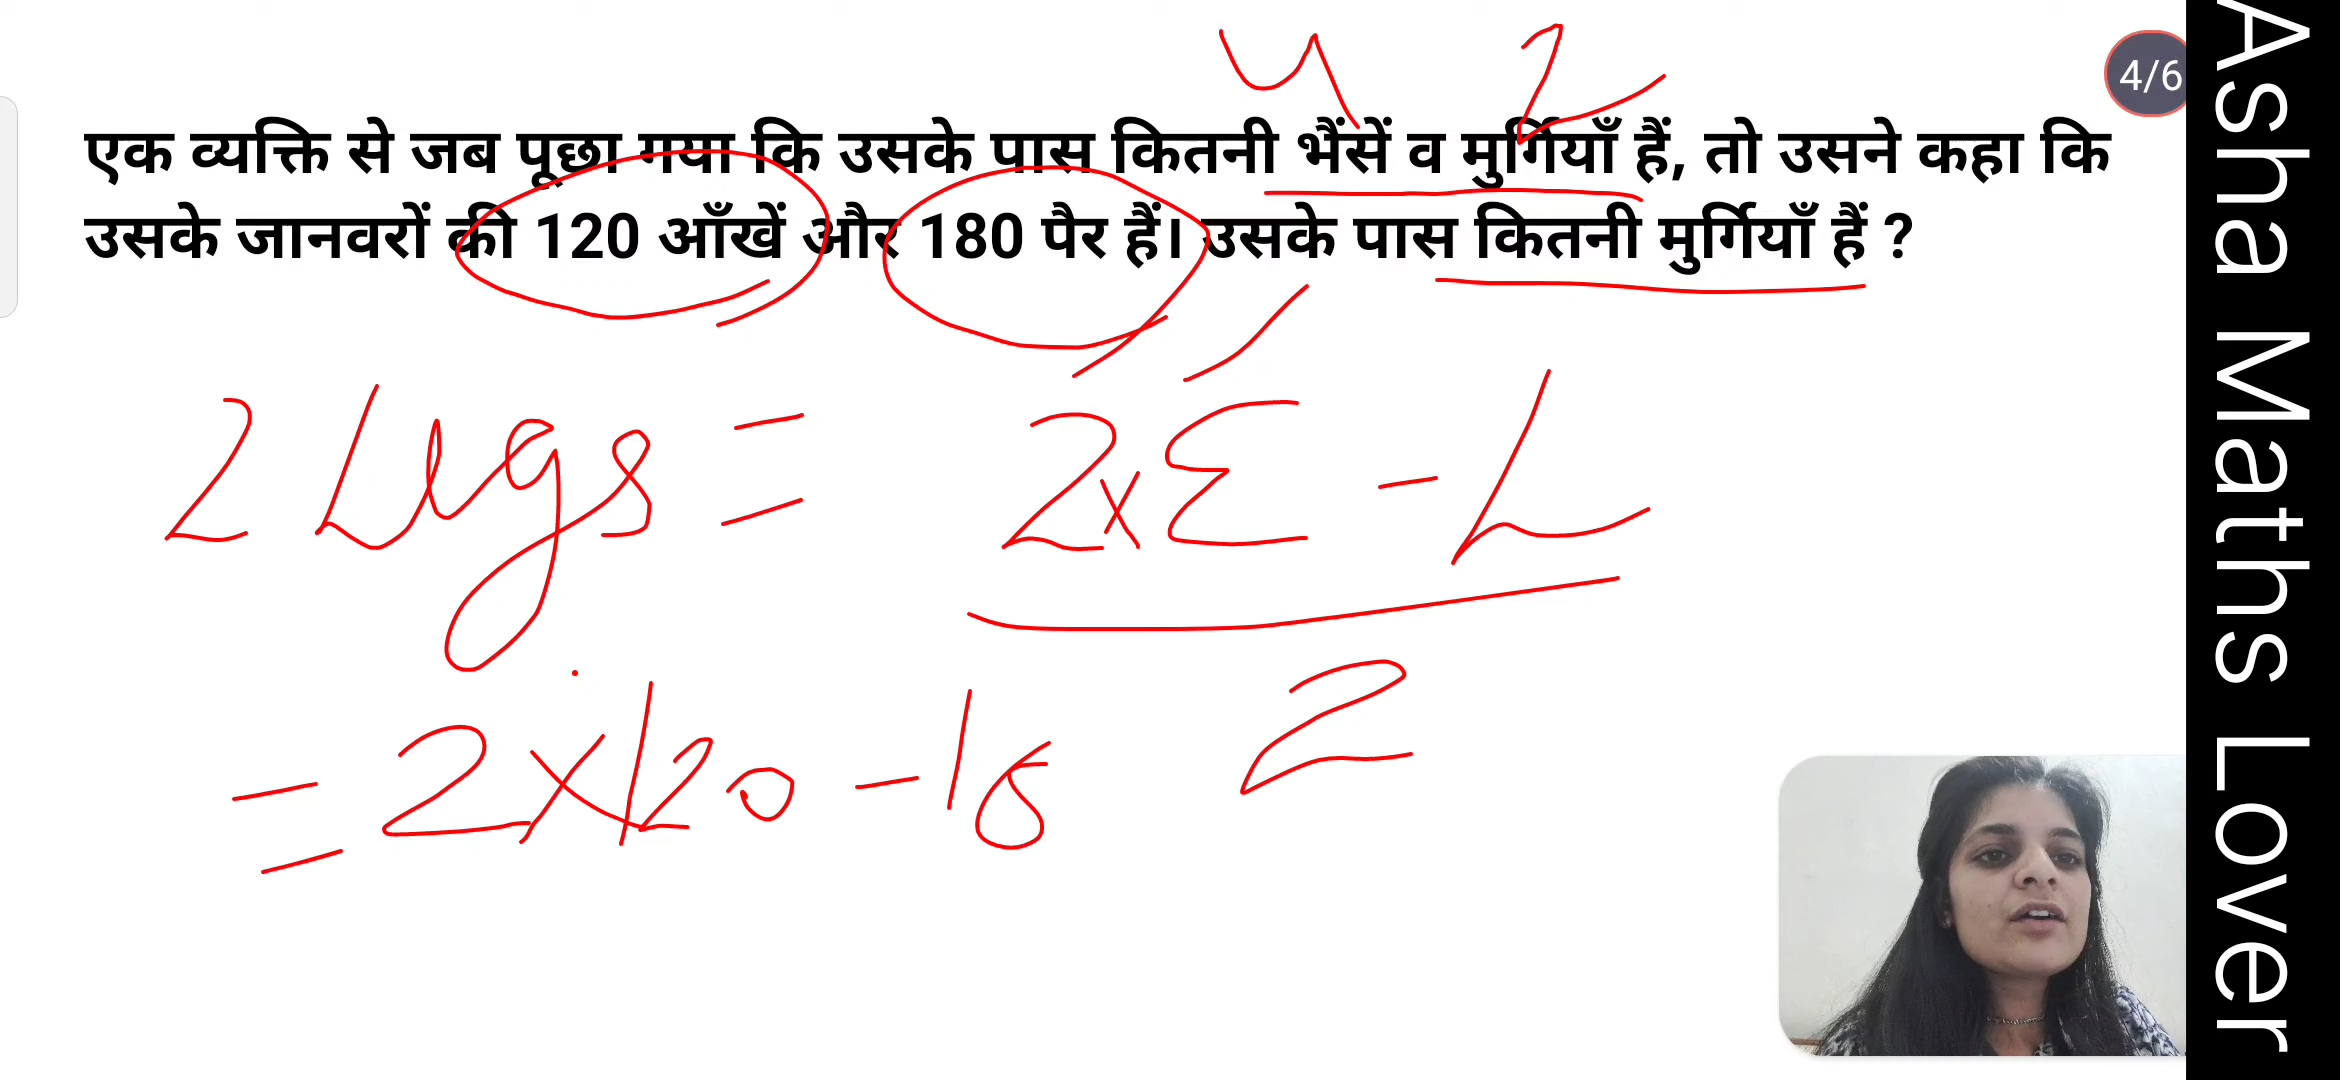 4 2
4/6
एक व्यक्ति से जब पूछा गया कि उसके पास कितनी भैंसें व मुर्गियाँ हैं, तो उसने कहा कि
उसके जानवरों की 120 आँखें और 180 पैर हैं। उसके पास कितनी मुर्गियाँ हैं ?
2 Legs = 2xE - L
2
= 2x120 - 18
Asha Maths Lover